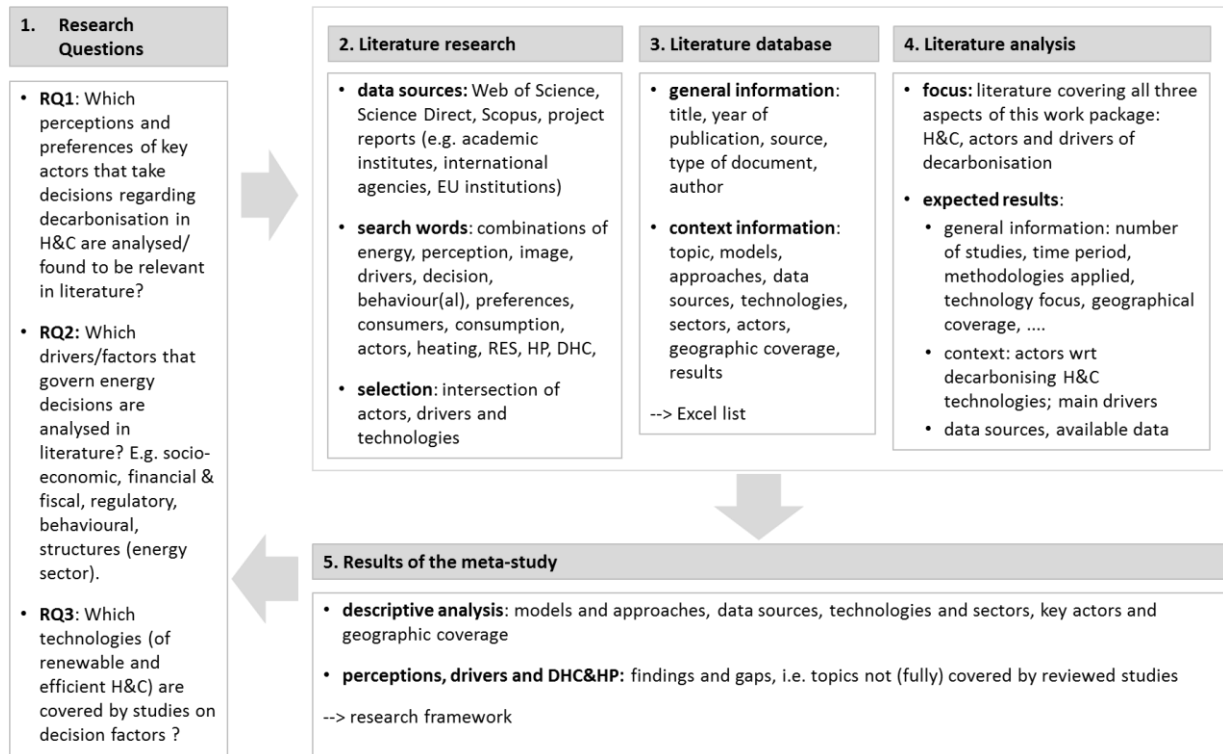 1. Research
Questions
• RQ1: Which
perceptions and
preferences of key
actors that take
decisions regarding
decarbonisation in
H&C are analysed/
found to be relevant
in literature?
• RQ2: Which
drivers/factors that
govern energy
decisions are
analysed in
literature? E.g. socio-
economic, financial &
fiscal, regulatory,
behavioural,
structures (energy
sector).
• RQ3: Which
technologies (of
renewable and
efficient H&C) are
covered by studies on
decision factors ?
2. Literature research
• data sources: Web of Science,
Science Direct, Scopus, project
reports (e.g. academic
institutes, international
agencies, EU institutions)
• search words: combinations of
energy, perception, image,
drivers, decision,
behaviour(al), preferences,
consumers, consumption,
actors, heating, RES, HP, DHC,
• selection: intersection of
actors, drivers and
technologies
3. Literature database
• general information:
title, year of
publication, source,
type of document,
author
• context information:
topic, models,
approaches, data
sources, technologies,
sectors, actors,
geographic coverage,
results
--> Excel list
4. Literature analysis
• focus: literature covering all three
aspects of this work package:
H&C, actors and drivers of
decarbonisation
• expected results:
• general information: number
of studies, time period,
methodologies applied,
technology focus, geographical
coverage, ....
• context: actors wrt
decarbonising H&C
technologies; main drivers
• data sources, available data
5. Results of the meta-study
• descriptive analysis: models and approaches, data sources, technologies and sectors, key actors and
geographic coverage
• perceptions, drivers and DHC&HP: findings and gaps, i.e. topics not (fully) covered by reviewed studies
--> research framework